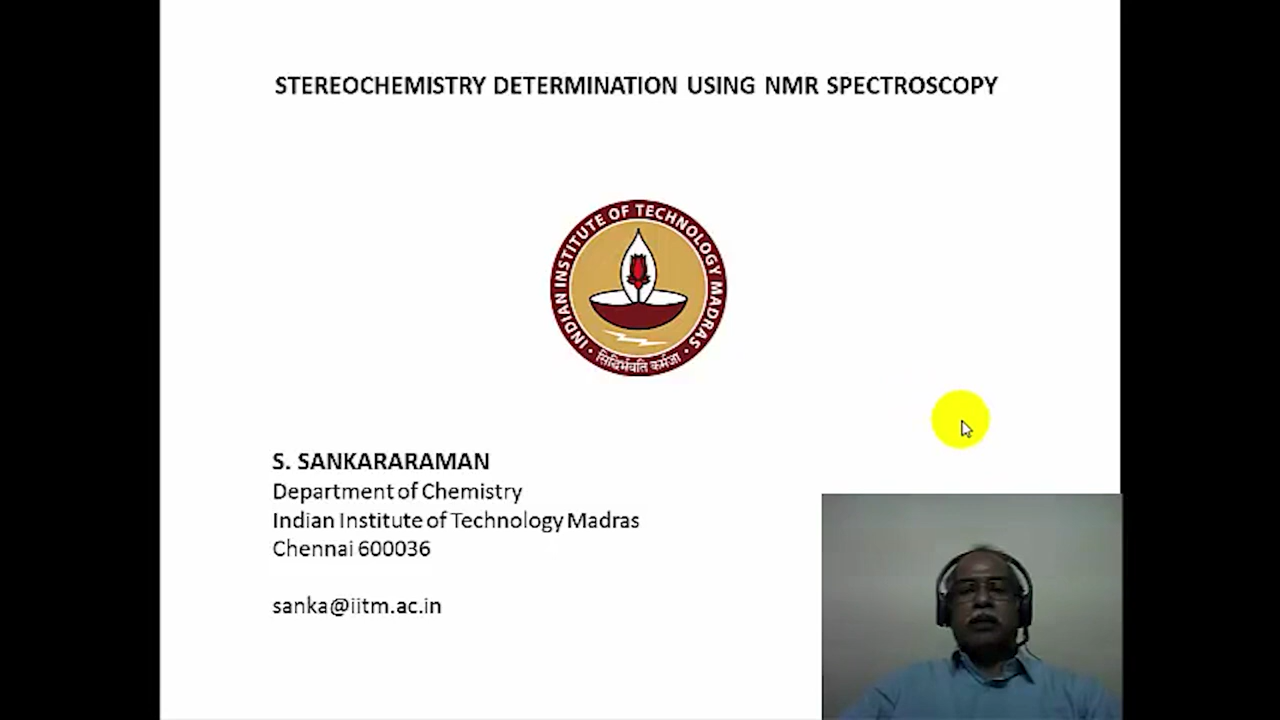 STEREOCHEMISTRY DETERMINATION USING NMR SPECTROSCOPY
INDIAN INSTITUTE OF TECHNOLOGY MADRAS
सिद्धिर्भवति कर्मजा
S. SANKARARAMAN
Department of Chemistry
Indian Institute of Technology Madras
Chennai 600036
sanka@iitm.ac.in